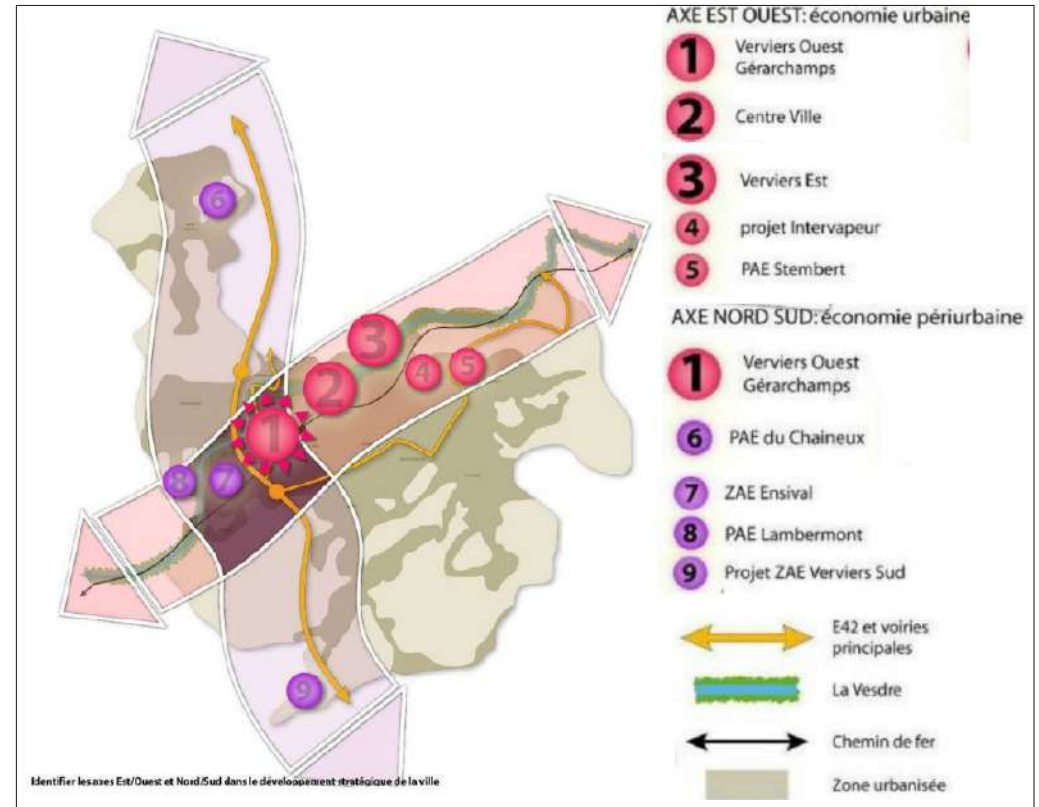 AXE EST OUEST: économie urbaine
1 Verviers Ouest
Gérarchamps
2 Centre Ville
3 Verviers Est
4 projet Intervapeur
5 PAE Stembert
AXE NORD SUD: économie périurbaine
1 Verviers Ouest
Gérarchamps
6 PAE du Chaineux
7 ZAE Ensival
8 PAE Lambermont
9 Projet ZAE Verviers Sud
E42 et voiries
principales
La Vesdre
Chemin de fer
Zone urbanisée
6
3
2
4
5
1
8
7
9
Identifier les axes Est/Ouest et Nord/Sud dans le développement stratégique de la ville